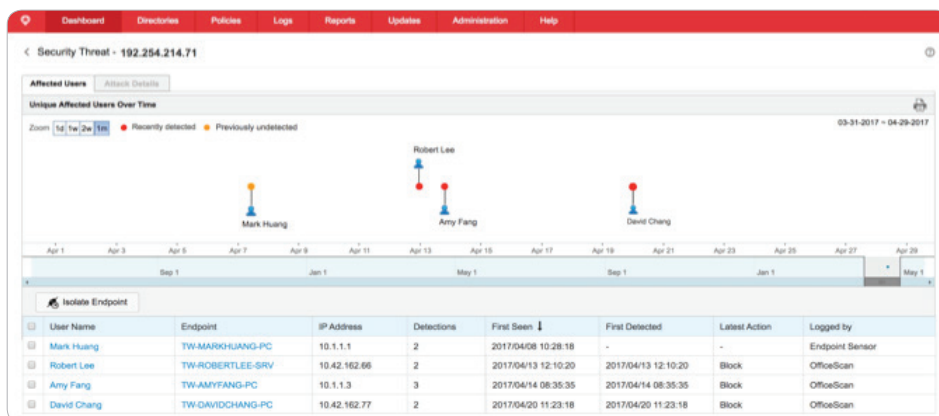 Dashboard Directories Policies Logs Reports Updates Administration Help
Security Threat - 192.254.214.71
Affected Users Attack Details
Unique Affected Users Over Time
Zoom 1d 1w 2w 1m Recently detected Previously undetected 03-31-2017 ~ 04-29-2017
Robert Lee
Mark Huang Amy Fang David Chang
Apr 1 Apr 3 Apr 5 Apr 7 Apr 9 Apr 11 Apr 13 Apr 15 Apr 17 Apr 19 Apr 21 Apr 23 Apr 25 Apr 27 Apr 29
Sep 1 Jan 1 May 1 Sep 1 Jan 1 May 1
Isolate Endpoint
User Name Endpoint IP Address Detections First Seen ↓ First Detected Latest Action Logged by
Mark Huang TW-MARKHUANG-PC 10.1.1.1 2 2017/04/08 10:28:18 - - Endpoint Sensor
Robert Lee TW-ROBERTLEE-SRV 10.42.162.66 2 2017/04/13 12:10:20 2017/04/13 12:10:20 Block OfficeScan
Amy Fang TW-AMYFANG-PC 10.1.1.3 3 2017/04/14 08:35:35 2017/04/14 08:35:35 Block OfficeScan
David Chang TW-DAVIDCHANG-PC 10.42.162.77 2 2017/04/20 11:23:18 2017/04/20 11:23:18 Block OfficeScan